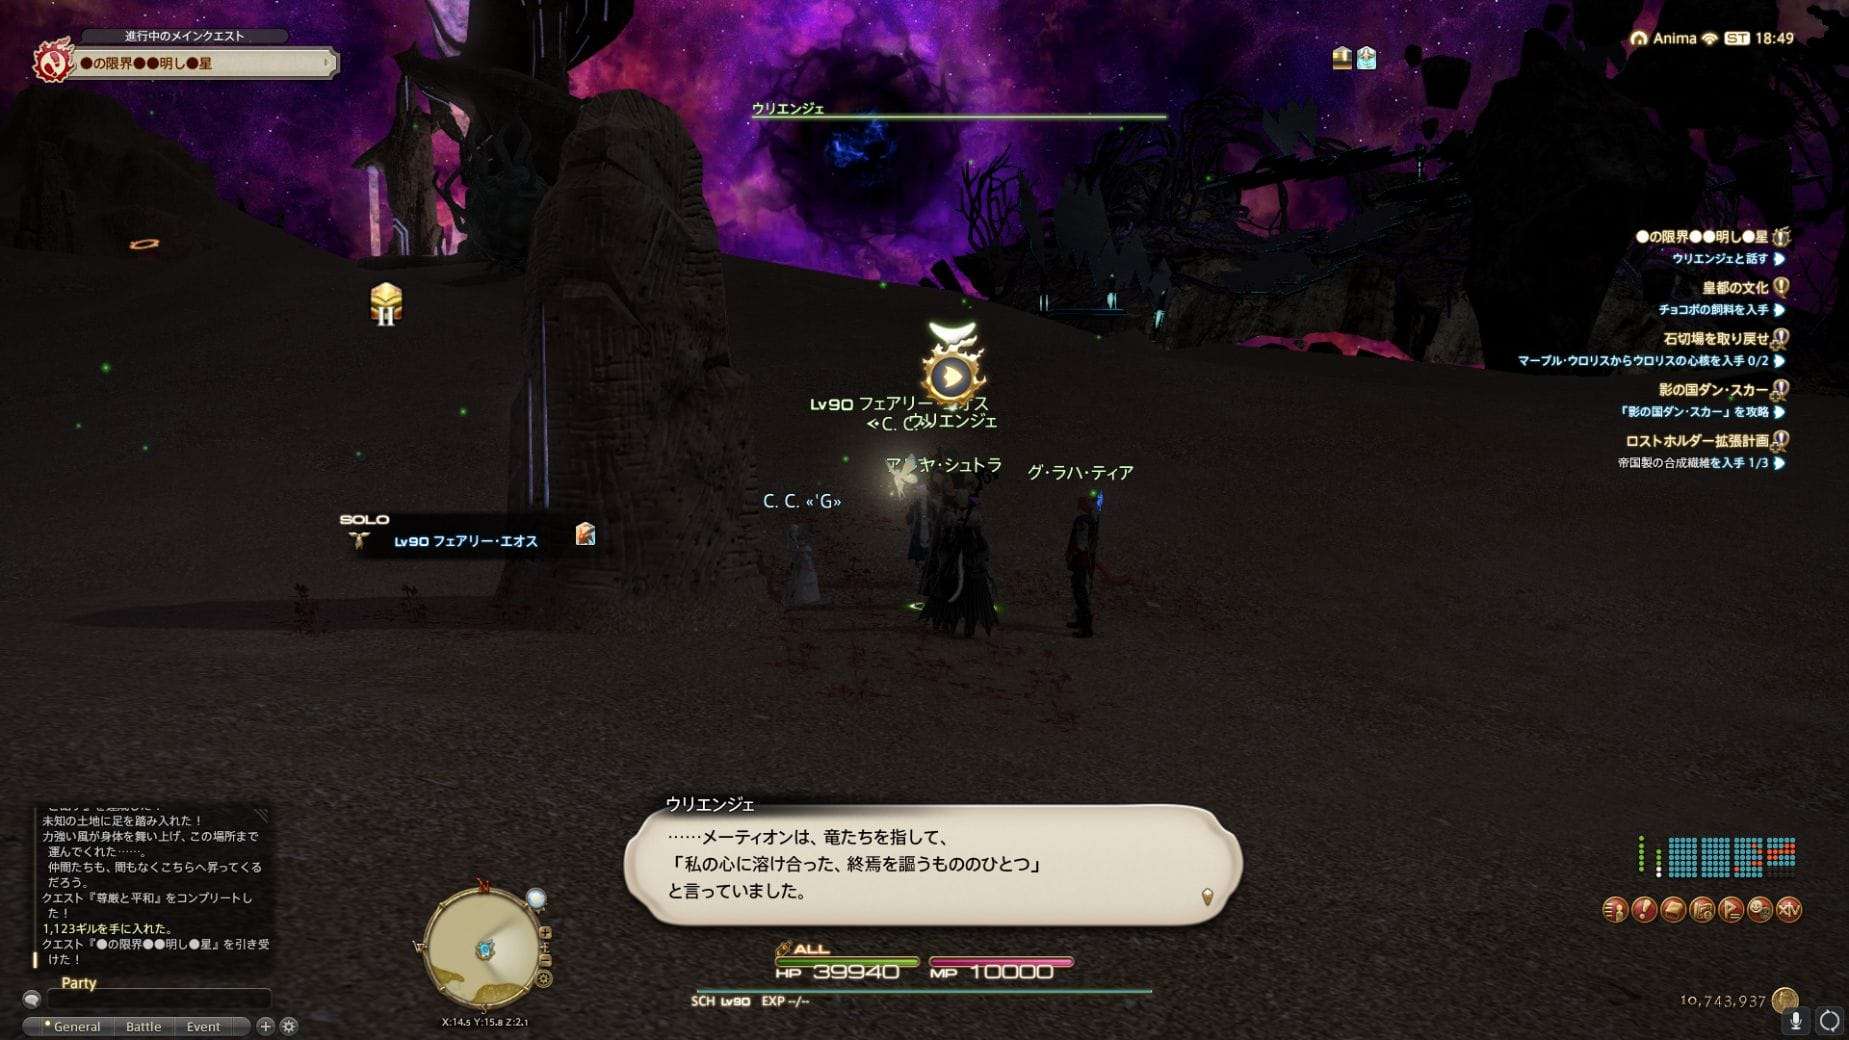 進行中のメインクエスト
●の限界●●明し●星
Anima ST 18:49
ウリエンジェ
●の限界●●明し●星
ウリエンジェと話す
皇都の文化
チョコボの飼料を入手
石切場を取り戻せ
マーブル・ウロリスからウロリスの心核を入手 0/2
影の国ダン・スカー
「影の国ダン・スカー」を攻略
ロストホルダー拡張計画
帝国製の合成繊維を入手 1/3
H
Lv90 フェアリー・エオス
«C. C.»
ウリエンジェ
ヤ・シュトラ
グ・ラハ・ティア
C. C. «'G»
SOLO
Lv90 フェアリー・エオス
ウリエンジェ
……メーティオンは、竜たちを指して、
「私の心に溶け合った、終焉を謳うもののひとつ」
と言っていました。
未知の土地に足を踏み入れた！
力強い風が身体を舞い上げ、この場所まで
運んでくれた……。
仲間たちも、間もなくこちらへ昇ってくる
だろう。
クエスト『尊厳と平和』をコンプリートし
た！
1,123ギルを手に入れた。
クエスト『●の限界●●明し●星』を引き受
けた！
Party
General Battle Event
N
X:14.5 Y:15.8 Z:2.1
ALL
HP 39940 MP 10000
SCH Lv90 EXP --/--
XIV
10,743,937